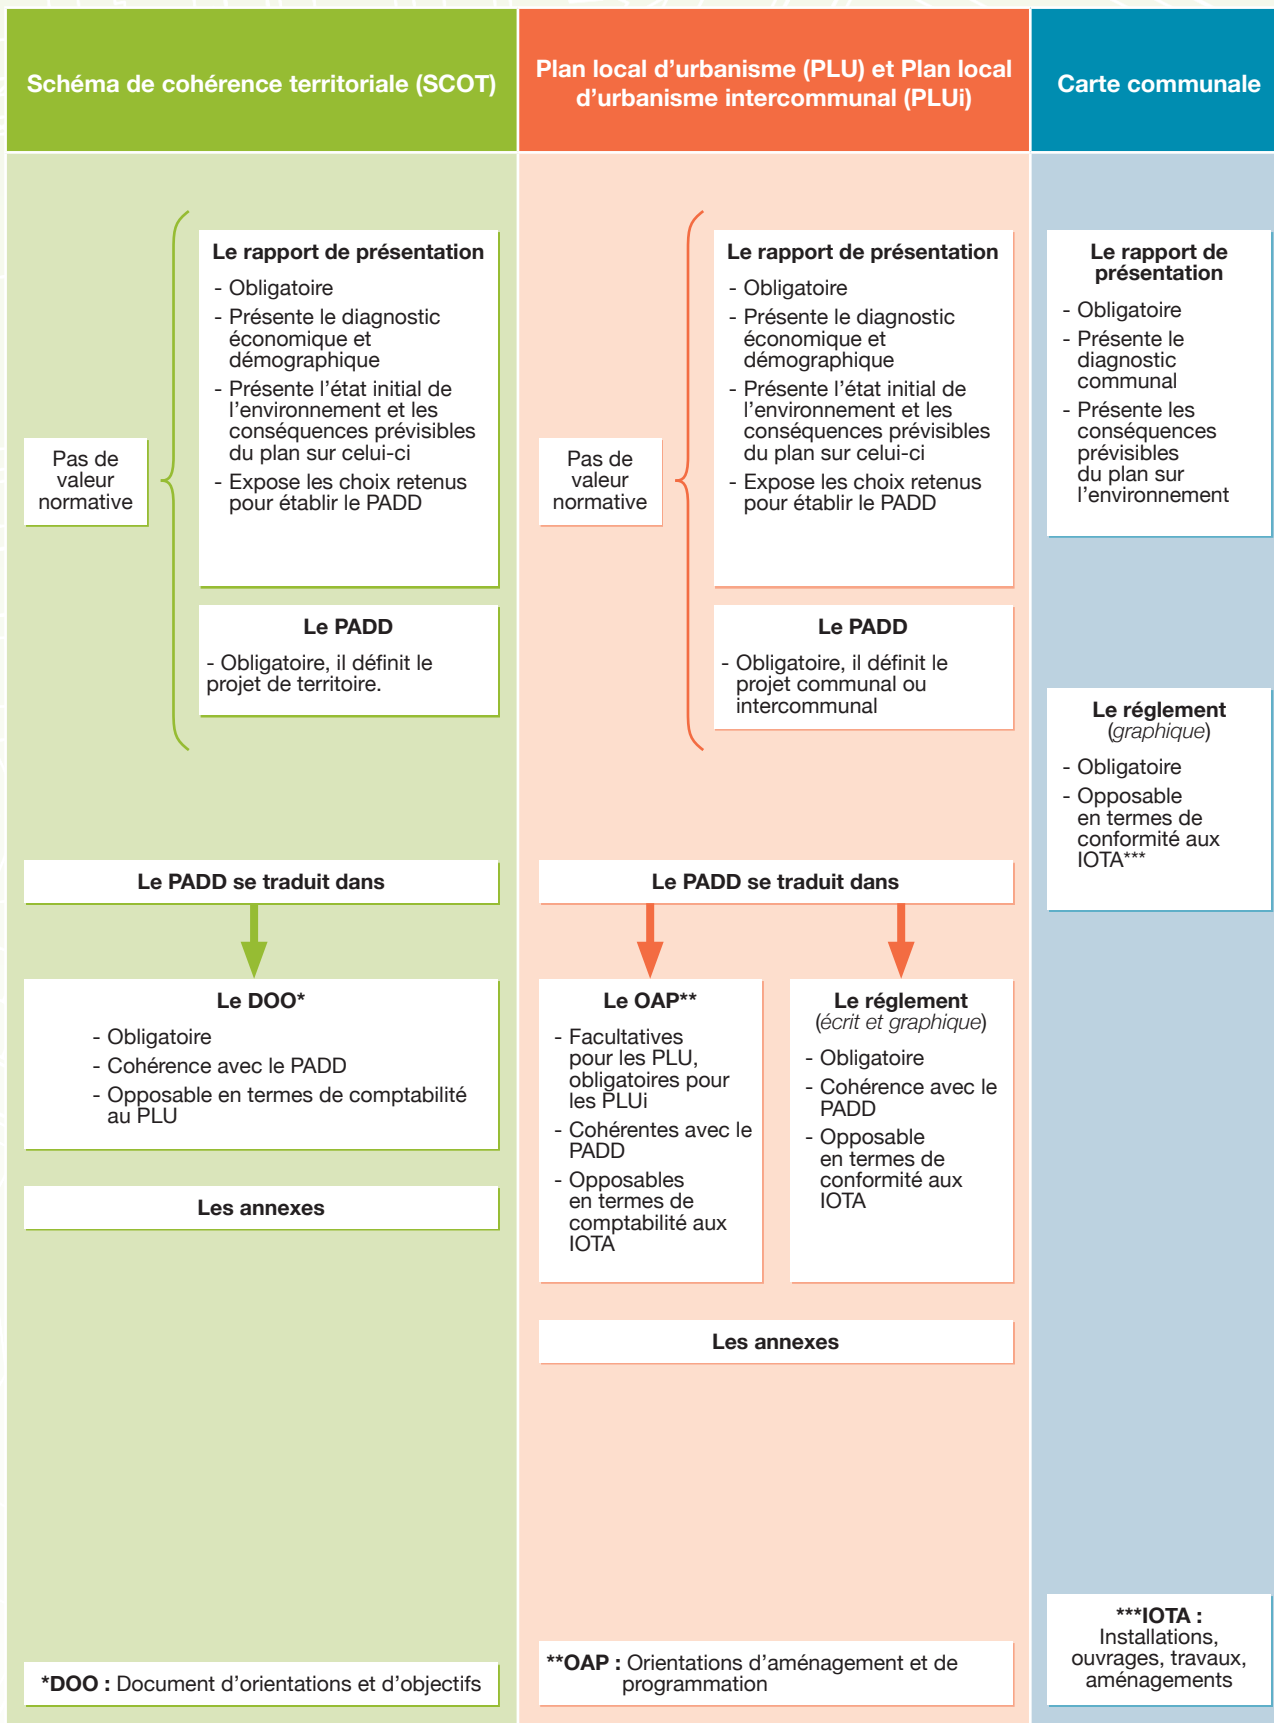 Schéma de cohérence territoriale (SCOT)
Pas de
valeur
normative
Le rapport de présentation
- Obligatoire
- Présente le diagnostic
économique et
démographique
- Présente l’état initial de
l’environnement et les
conséquences prévisibles
du plan sur celui-ci
- Expose les choix retenus
pour établir le PADD
Le PADD
- Obligatoire, il définit le
projet de territoire.
Le PADD se traduit dans
Le DOO*
- Obligatoire
- Cohérence avec le PADD
- Opposable en termes de comptabilité
au PLU
Les annexes
*DOO : Document d’orientations et d’objectifs
Plan local d’urbanisme (PLU) et Plan local
d’urbanisme intercommunal (PLUi)
Pas de
valeur
normative
Le rapport de présentation
- Obligatoire
- Présente le diagnostic
économique et
démographique
- Présente l’état initial de
l’environnement et les
conséquences prévisibles
du plan sur celui-ci
- Expose les choix retenus
pour établir le PADD
Le PADD
- Obligatoire, il définit le
projet communal ou
intercommunal
Le PADD se traduit dans
Le OAP**
- Facultatives
pour les PLU,
obligatoires pour
les PLUi
- Cohérentes avec le
PADD
- Opposables
en termes de
comptabilité aux
IOTA
Le réglement
(écrit et graphique)
- Obligatoire
- Cohérence avec le
PADD
- Opposable
en termes de
conformité aux
IOTA
Les annexes
**OAP : Orientations d’aménagement et de
programmation
Carte communale
Le rapport de
présentation
- Obligatoire
- Présente le
diagnostic
communal
- Présente les
conséquences
prévisibles
du plan sur
l’environnement
Le réglement
(graphique)
- Obligatoire
- Opposable
en termes de
conformité aux
IOTA***
***IOTA :
Installations,
ouvrages, travaux,
aménagements